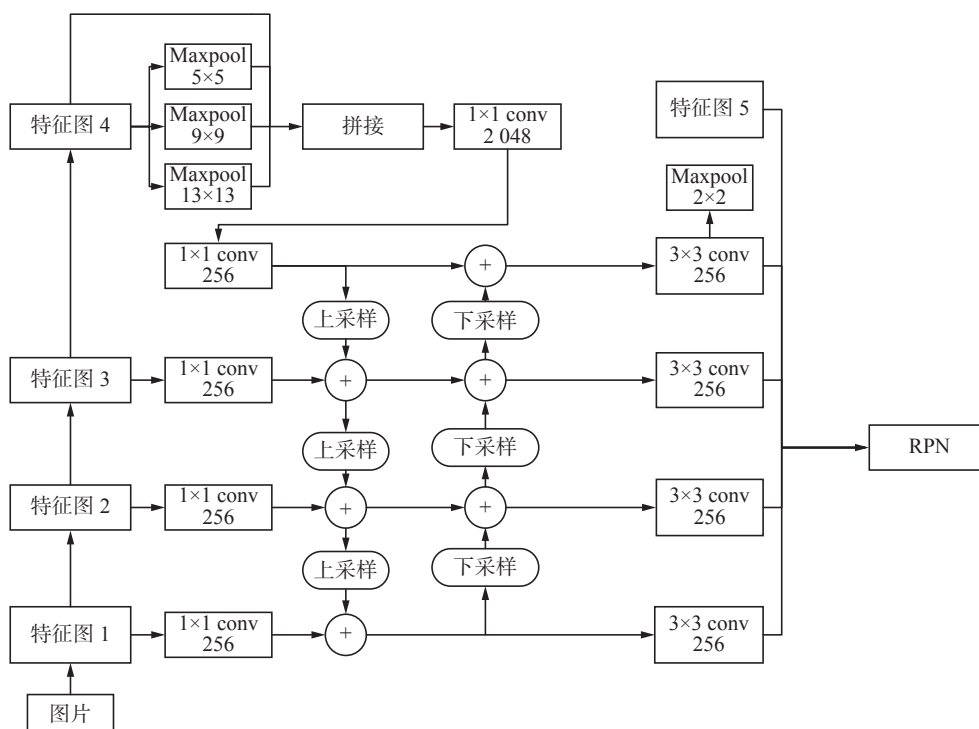 Maxpool
5×5
特征图 4
Maxpool
9×9
拼接
1×1 conv
2 048
特征图 5
Maxpool
13×13
Maxpool
2×2
1×1 conv
256
+
3×3 conv
256
上采样
下采样
特征图 3
1×1 conv
256
+
+
3×3 conv
256
上采样
下采样
RPN
特征图 2
1×1 conv
256
+
+
3×3 conv
256
上采样
下采样
特征图 1
1×1 conv
256
+
3×3 conv
256
图片